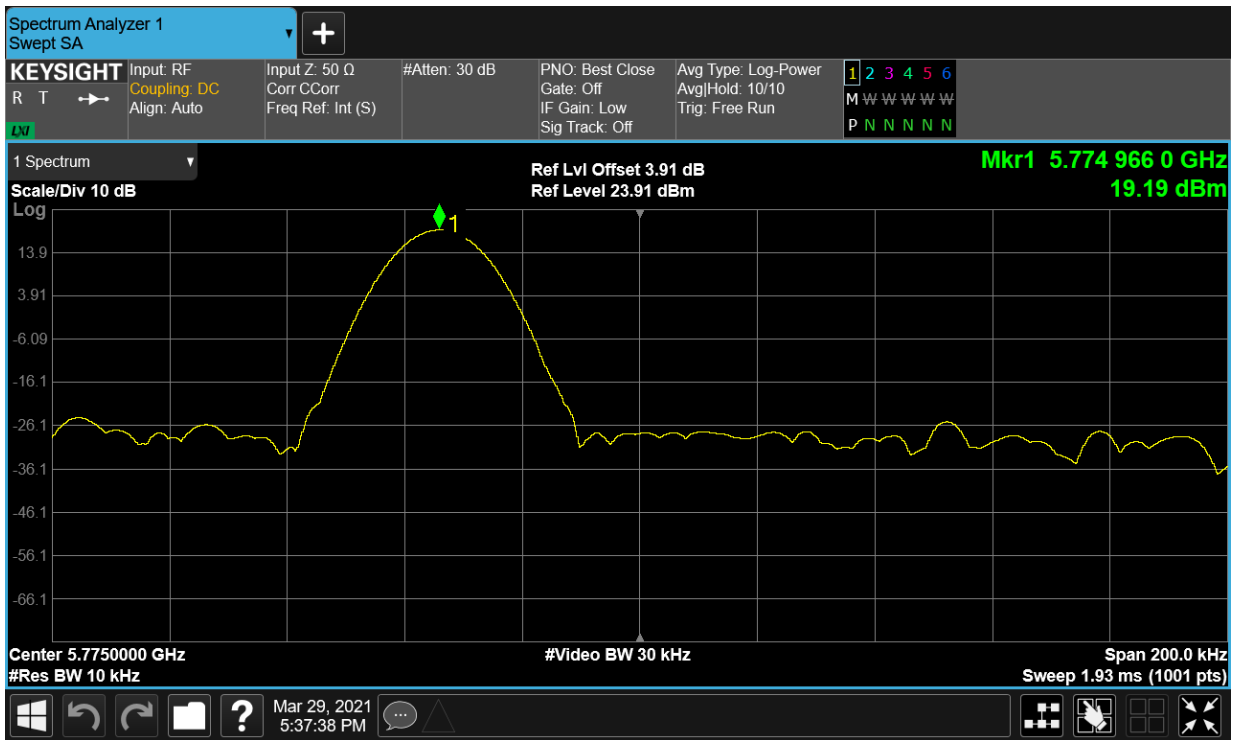 Spectrum Analyzer 1
Swept SA
KEYSIGHT
R T
LXI
Input: RF
Coupling: DC
Align: Auto
Input Z: 50 Ω
Corr CCorr
Freq Ref: Int (S)
#Atten: 30 dB
PNO: Best Close
Gate: Off
IF Gain: Low
Sig Track: Off
Avg Type: Log-Power
Avg|Hold: 10/10
Trig: Free Run
1 2 3 4 5 6
M W W W W W
P N N N N N
1 Spectrum
Scale/Div 10 dB
Log
Ref Lvl Offset 3.91 dB
Ref Level 23.91 dBm
Mkr1 5.774 966 0 GHz
19.19 dBm
1
13.9
3.91
-6.09
-16.1
-26.1
-36.1
-46.1
-56.1
-66.1
Center 5.7750000 GHz
#Res BW 10 kHz
#Video BW 30 kHz
Span 200.0 kHz
Sweep 1.93 ms (1001 pts)
?
Mar 29, 2021
5:37:38 PM